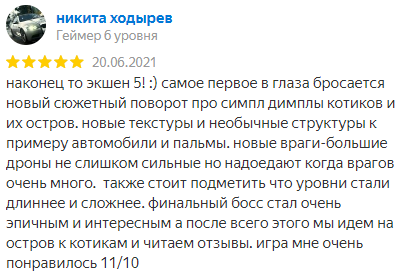 никита ходырев
Геймер 6 уровня
20.06.2021
наконец то экшен 5! :) самое первое в глаза бросается
новый сюжетный поворот про симпл димплы котиков и
их остров. новые текстуры и необычные структуры к
примеру автомобили и пальмы. новые враги-большие
дроны не слишком сильные но надоедают когда врагов
очень много. также стоит подметить что уровни стали
длиннее и сложнее. финальный босс стал очень
эпичным и интересным а после всего этого мы идем на
остров к котикам и читаем отзывы. игра мне очень
понравилось 11/10